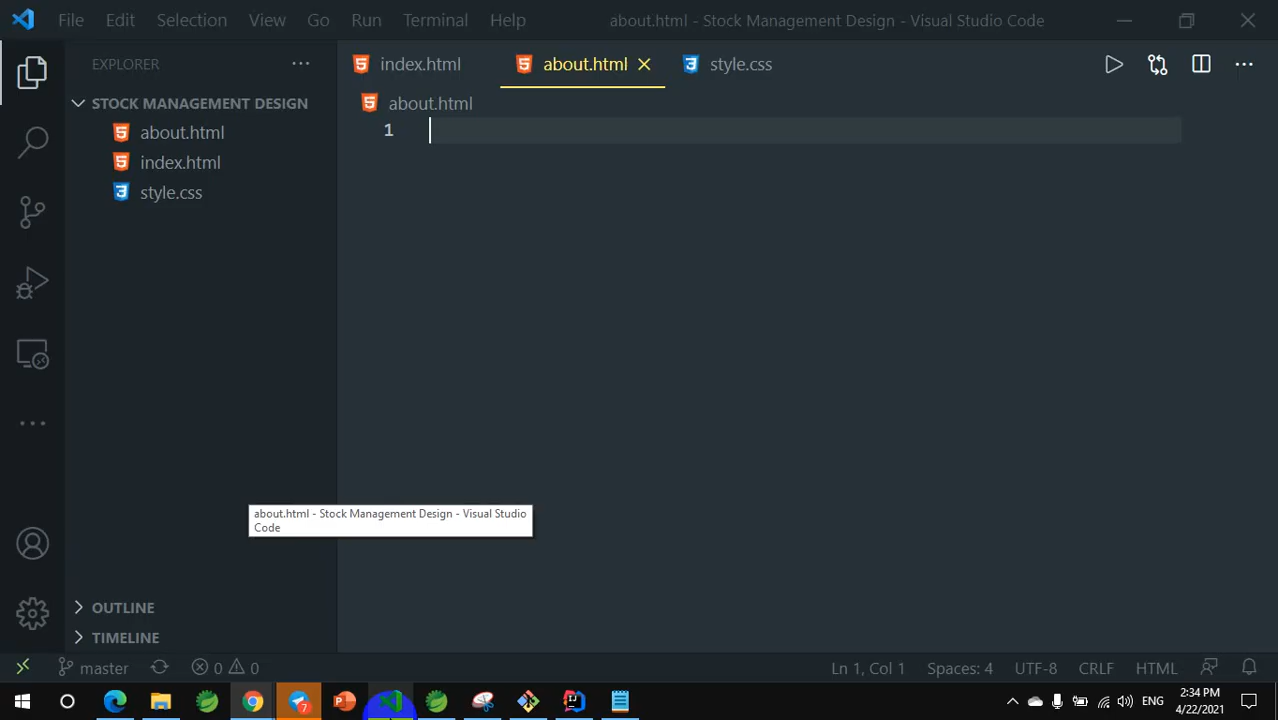 File Edit Selection View Go Run Terminal Help about.html - Stock Management Design - Visual Studio Code
EXPLORER
index.html about.html style.css
STOCK MANAGEMENT DESIGN
about.html
about.html
index.html
style.css
1
about.html - Stock Management Design - Visual Studio
Code
OUTLINE
TIMELINE
master 0 0 Ln 1, Col 1 Spaces: 4 UTF-8 CRLF HTML
7 ENG 2:34 PM
4/22/2021